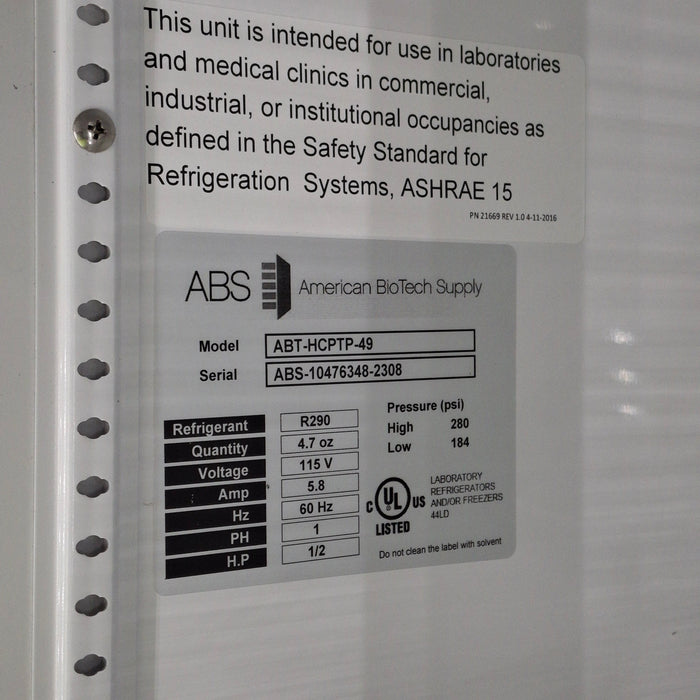 This unit is intended for use in laboratories
and medical clinics in commercial,
industrial, or institutional occupancies as
defined in the Safety Standard for
Refrigeration Systems, ASHRAE 15
PN 21669 REV 1.0 4-11-2016
ABS American BioTech Supply
Model ABT-HCPTP-49
Serial ABS-10476348-2308
Refrigerant R290
Quantity 4.7 oz
Voltage 115 V
Amp 5.8
Hz 60 Hz
PH 1
H.P 1/2
Pressure (psi)
High 280
Low 184
C UL US
LISTED
LABORATORY
REFRIGERATORS
AND/OR FREEZERS
44LD
Do not clean the label with solvent